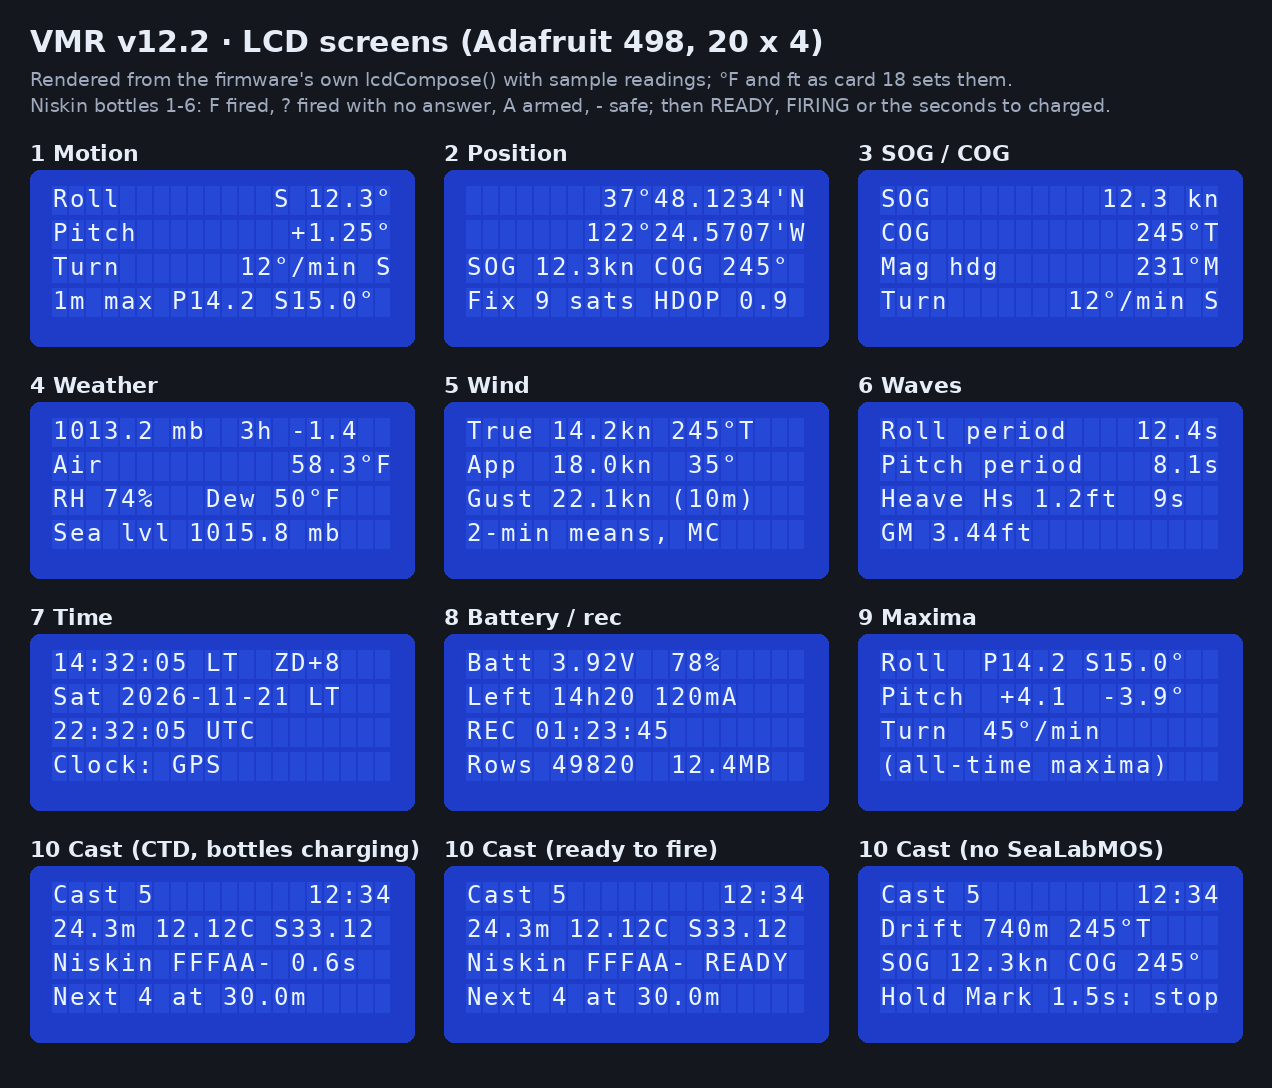 VMR v12.2 · LCD screens (Adafruit 498, 20 x 4)
Rendered from the firmware's own lcdCompose() with sample readings; °F and ft as card 18 sets them.
Niskin bottles 1-6: F fired, ? fired with no answer, A armed, - safe; then READY, FIRING or the seconds to charged.
1 Motion
Roll S 12.3°
Pitch +1.25°
Turn 12°/min S
1m max P14.2 S15.0°
2 Position
37°48.1234'N
122°24.5707'W
SOG 12.3kn COG 245°
Fix 9 sats HDOP 0.9
3 SOG / COG
SOG 12.3 kn
COG 245°T
Mag hdg 231°M
Turn 12°/min S
4 Weather
1013.2 mb 3h -1.4
Air 58.3°F
RH 74% Dew 50°F
Sea lvl 1015.8 mb
5 Wind
True 14.2kn 245°T
App 18.0kn 35°
Gust 22.1kn (10m)
2-min means, MC
6 Waves
Roll period 12.4s
Pitch period 8.1s
Heave Hs 1.2ft 9s
GM 3.44ft
7 Time
14:32:05 LT ZD+8
Sat 2026-11-21 LT
22:32:05 UTC
Clock: GPS
8 Battery / rec
Batt 3.92V 78%
Left 14h20 120mA
REC 01:23:45
Rows 49820 12.4MB
9 Maxima
Roll P14.2 S15.0°
Pitch +4.1 -3.9°
Turn 45°/min
(all-time maxima)
10 Cast (CTD, bottles charging)
Cast 5 12:34
24.3m 12.12C S33.12
Niskin FFFAA- 0.6s
Next 4 at 30.0m
10 Cast (ready to fire)
Cast 5 12:34
24.3m 12.12C S33.12
Niskin FFFAA- READY
Next 4 at 30.0m
10 Cast (no SeaLabMOS)
Cast 5 12:34
Drift 740m 245°T
SOG 12.3kn COG 245°
Hold Mark 1.5s: stop